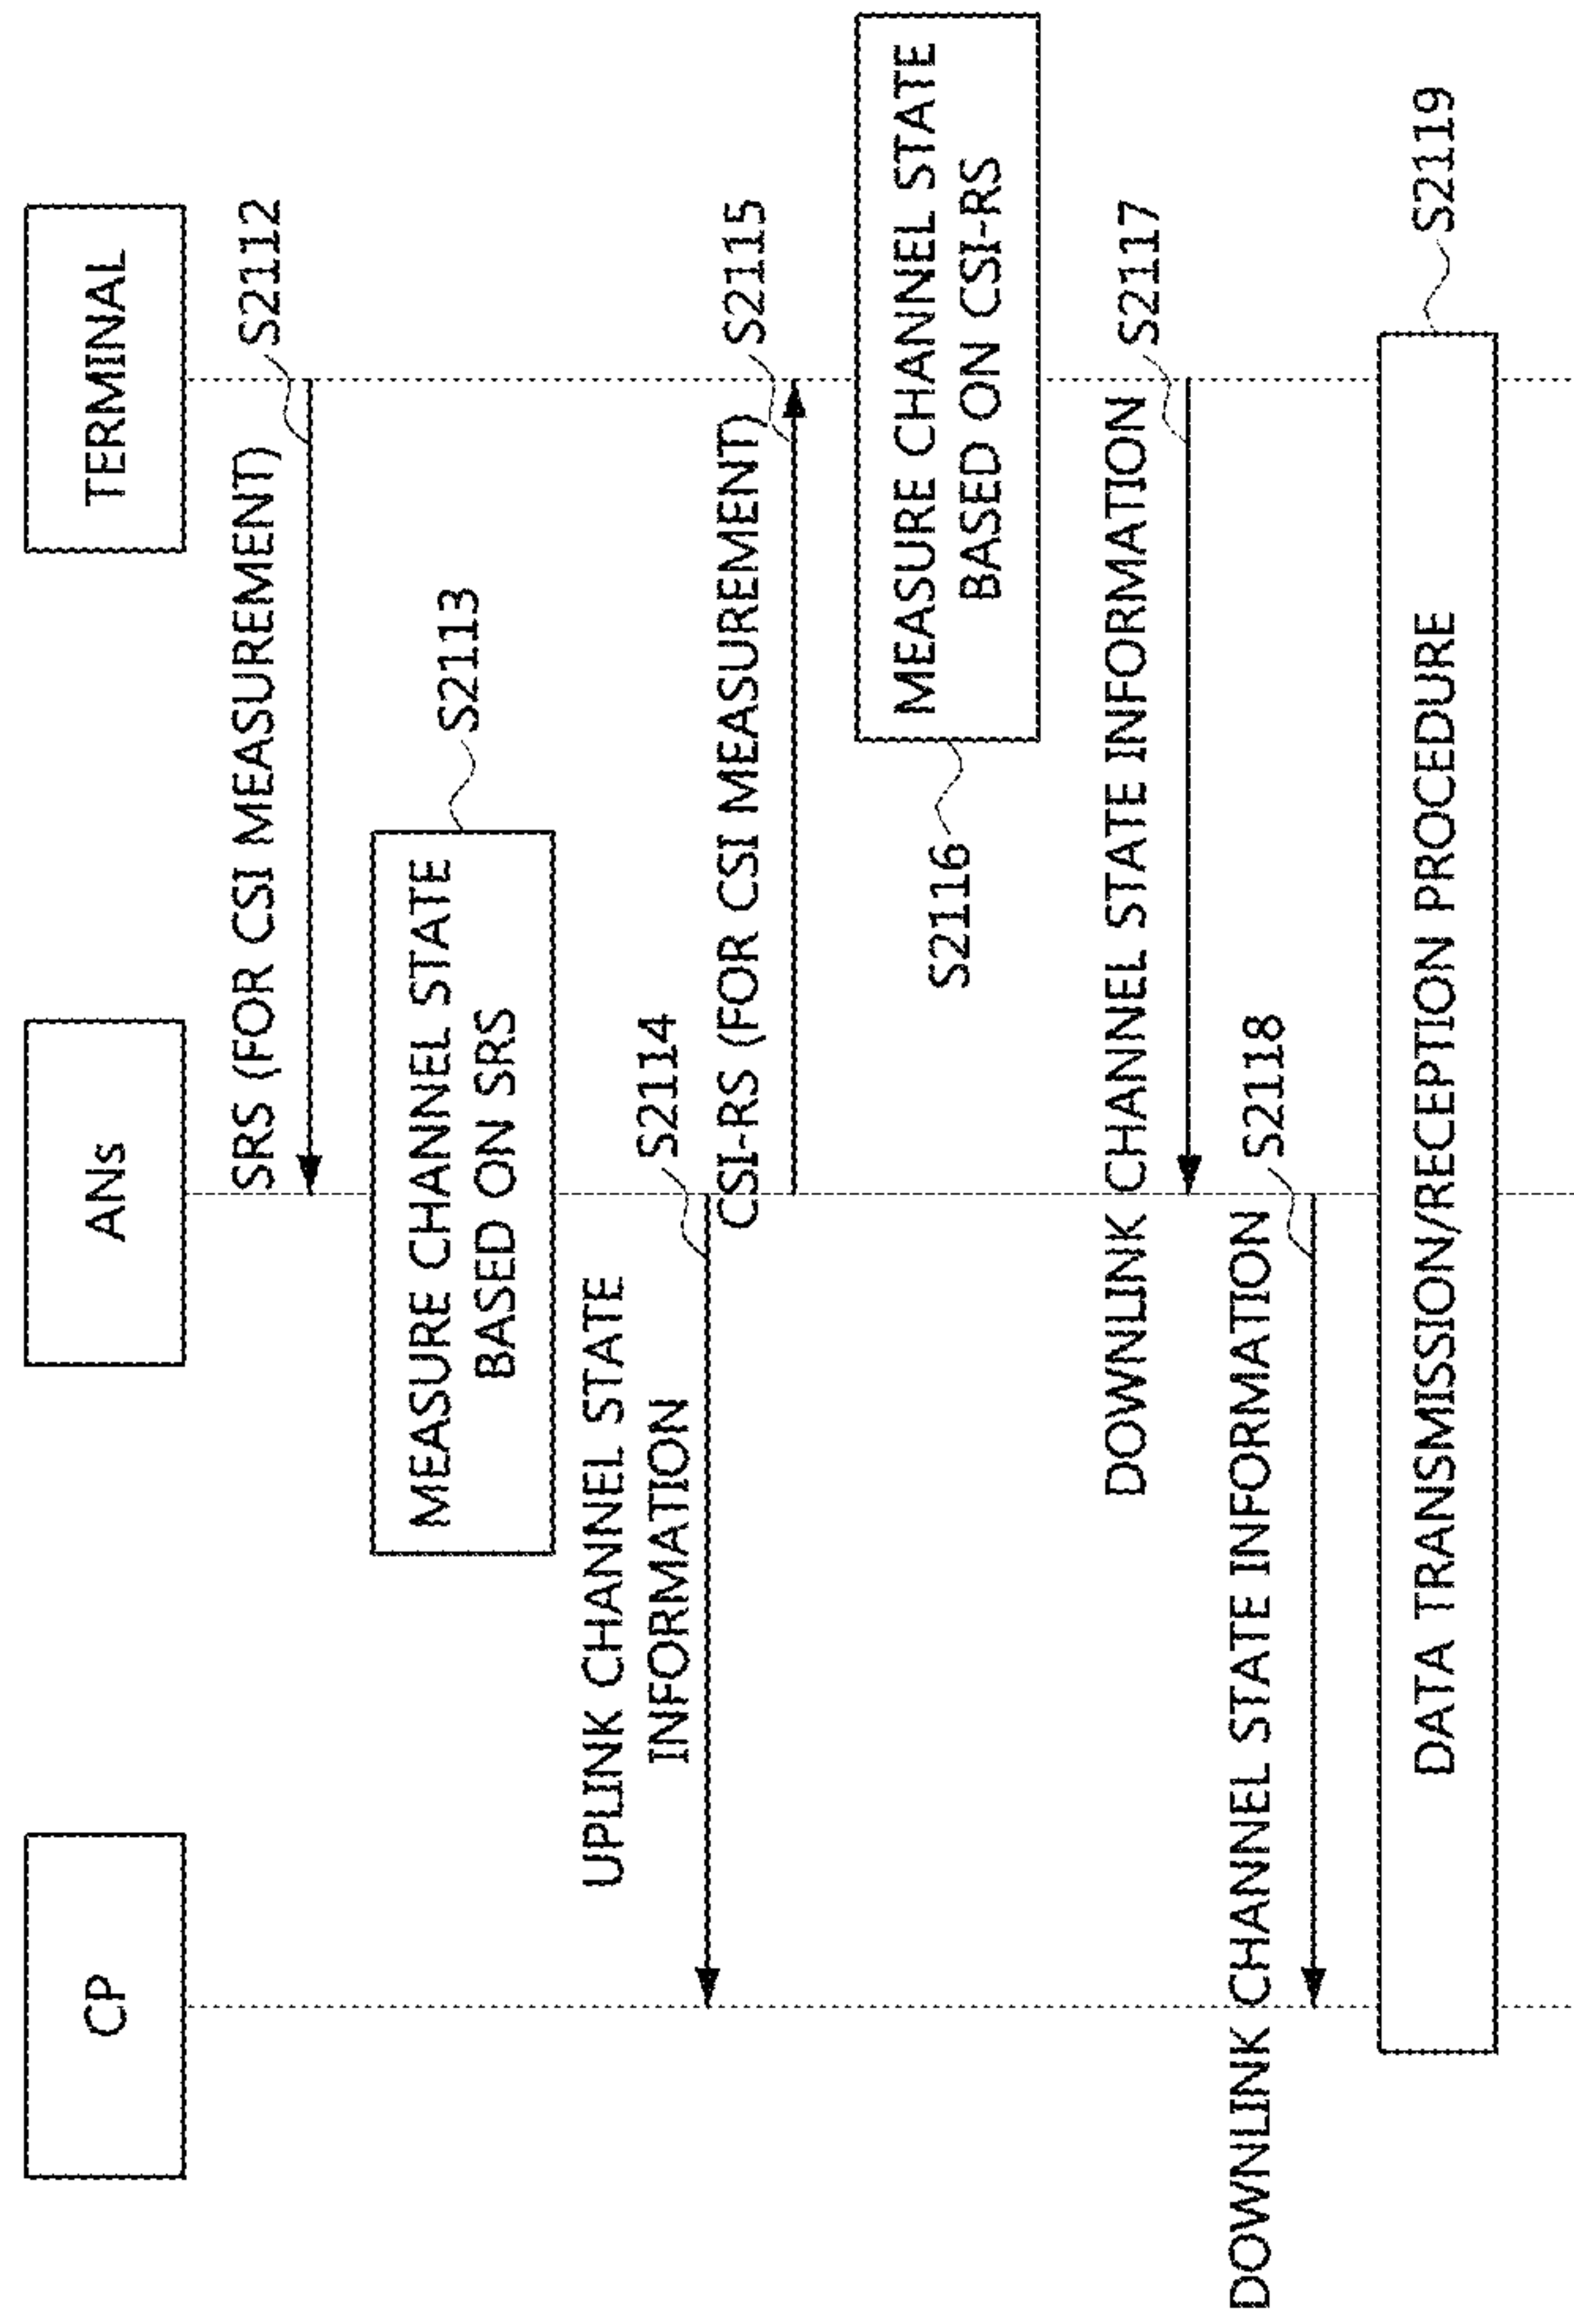 CP
ANs
TERMINAL
SRS (FOR CSI MEASUREMENT)
S2112
MEASURE CHANNEL STATE
BASED ON SRS
S2113
UPLINK CHANNEL STATE
INFORMATION
S2114
CSI-RS (FOR CSI MEASUREMENT)
S2115
MEASURE CHANNEL STATE
BASED ON CSI-RS
S2116
DOWNLINK CHANNEL STATE INFORMATION
S2117
DOWNLINK CHANNEL STATE INFORMATION
S2118
DATA TRANSMISSION/RECEPTION PROCEDURE
S2119